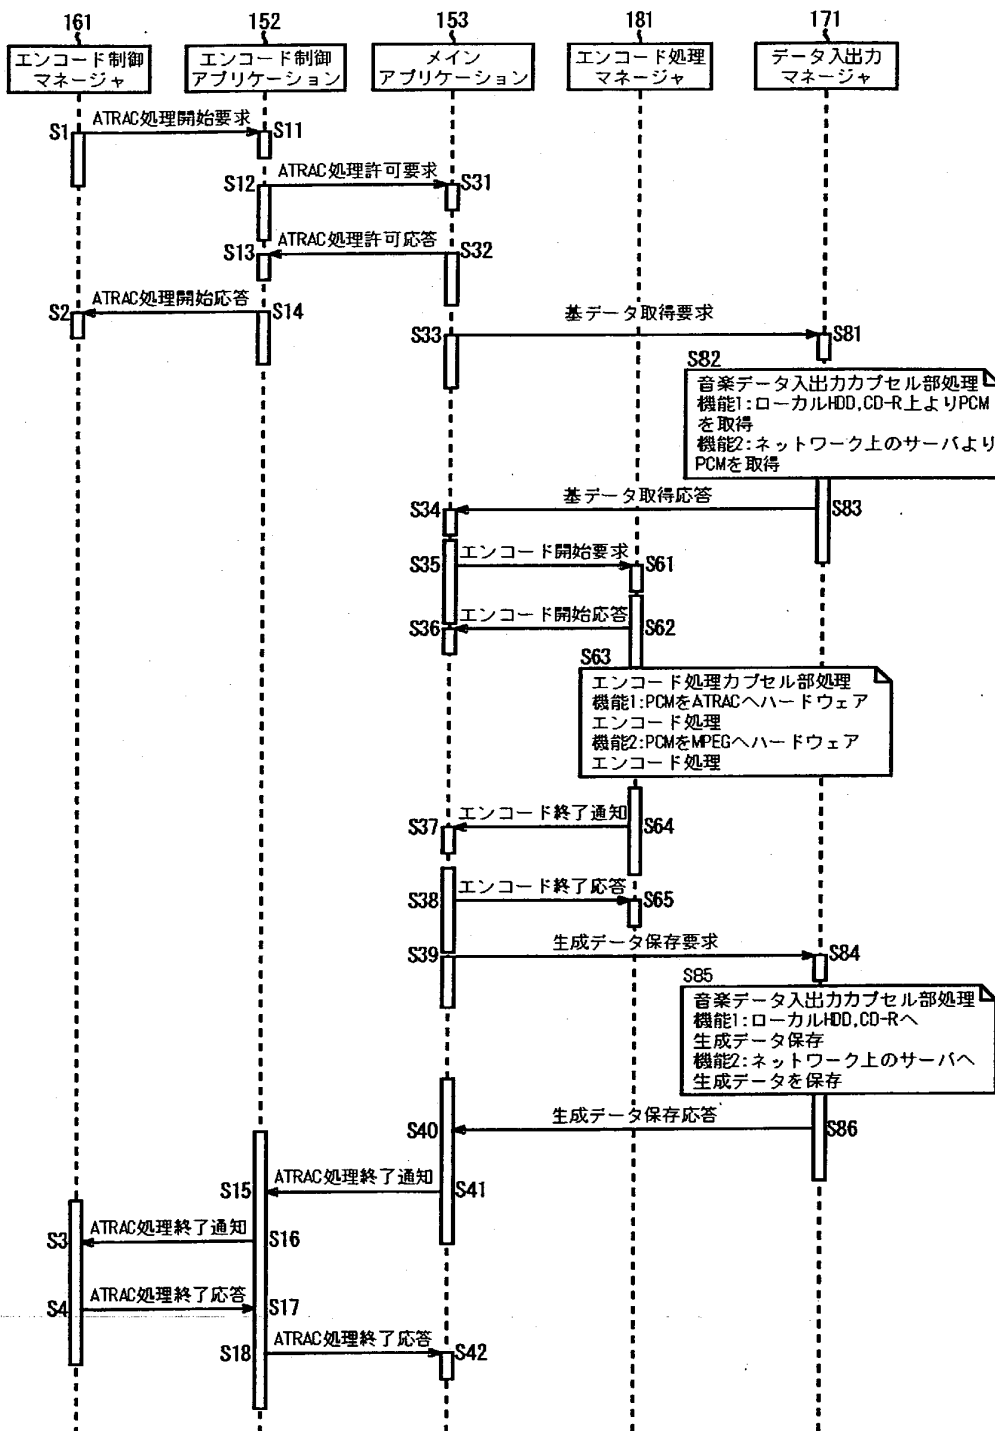 161
152
153
181
171
エンコード制御
マネージャ
エンコード制御
アプリケーション
メイン
アプリケーション
エンコード処理
マネージャ
データ入出力
マネージャ
S1
ATRAC処理開始要求
S11
S12
ATRAC処理許可要求
S31
S13
ATRAC処理許可応答
S32
S2
ATRAC処理開始応答
S14
S33
基データ取得要求
S81
S82
音楽データ入出力カプセル部処理
機能1:ローカルHDD,CD-R上よりPCM
を取得
機能2:ネットワーク上のサーバより
PCMを取得
S34
基データ取得応答
S83
S35
エンコード開始要求
S61
S36
エンコード開始応答
S62
S63
エンコード処理カプセル部処理
機能1:PCMをATRACへハードウェア
エンコード処理
機能2:PCMをMPEGへハードウェア
エンコード処理
S37
エンコード終了通知
S64
S38
エンコード終了応答
S65
S39
生成データ保存要求
S84
S85
音楽データ入出力カプセル部処理
機能1:ローカルHDD,CD-Rへ
生成データ保存
機能2:ネットワーク上のサーバへ
生成データを保存
S40
生成データ保存応答
S86
S15
ATRAC処理終了通知
S41
S3
ATRAC処理終了通知
S16
S4
ATRAC処理終了応答
S17
S18
ATRAC処理終了応答
S42